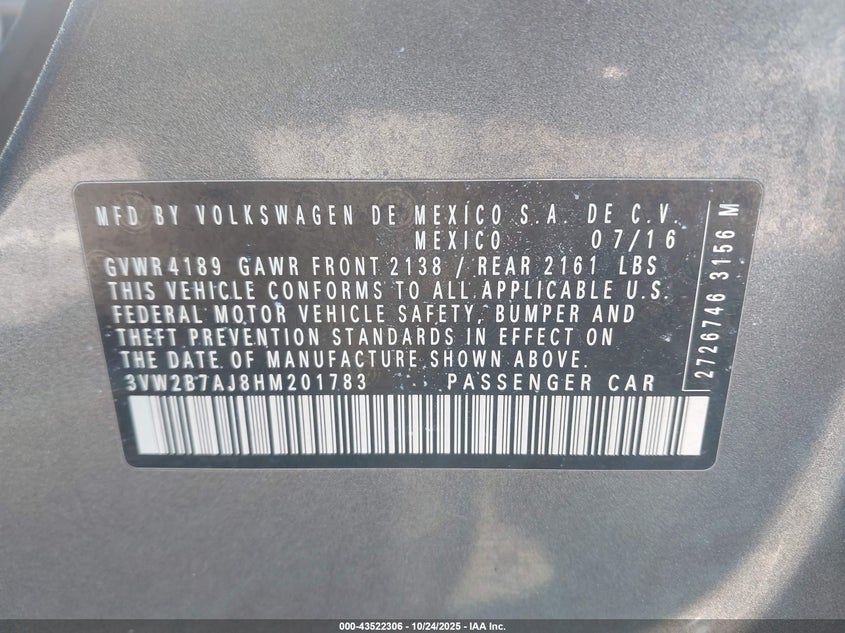 MFD BY VOLKSWAGEN DE MEXICO S.A. DE C.V.
MEXICO 07/16
GVWR 4189 GAWR FRONT 2138 / REAR 2161 LBS
THIS VEHICLE CONFORMS TO ALL APPLICABLE U.S.
FEDERAL MOTOR VEHICLE SAFETY, BUMPER AND
THEFT PREVENTION STANDARDS IN EFFECT ON
THE DATE OF MANUFACTURE SHOWN ABOVE.
3VW2B7AJ8HM201783 PASSENGER CAR
2726746 3156 M
000-43522306 - 10/24/2025 - IAA Inc.